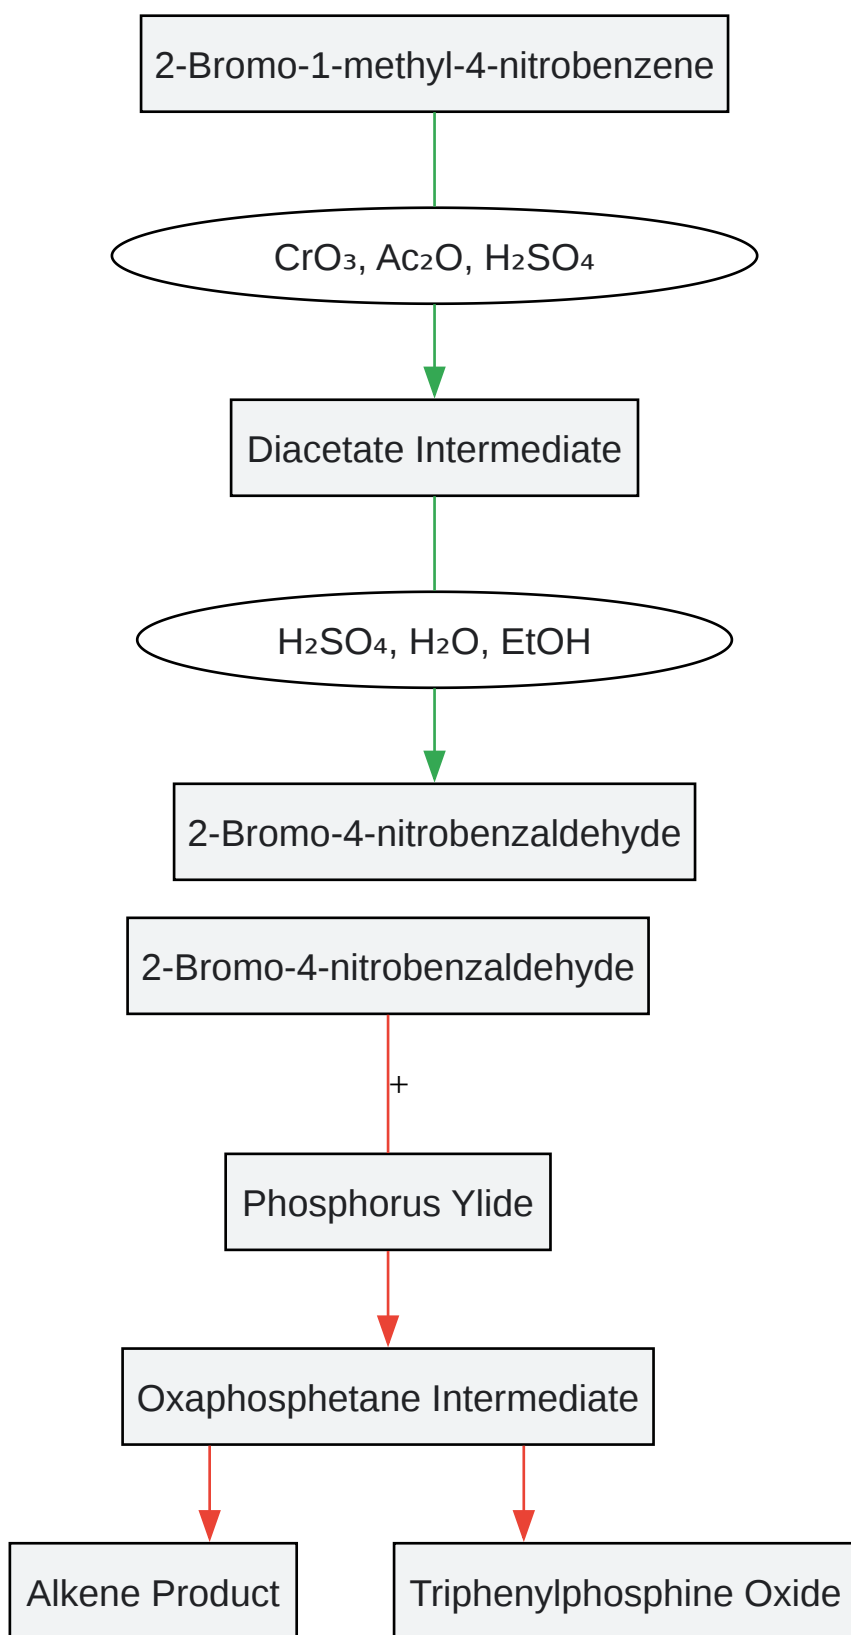 2-Bromo-1-methyl-4-nitrobenzene
CrO₃, Ac₂O, H₂SO₄
Diacetate Intermediate
H₂SO₄, H₂O, EtOH
2-Bromo-4-nitrobenzaldehyde
2-Bromo-4-nitrobenzaldehyde
+
Phosphorus Ylide
Oxaphosphetane Intermediate
Alkene Product
Triphenylphosphine Oxide